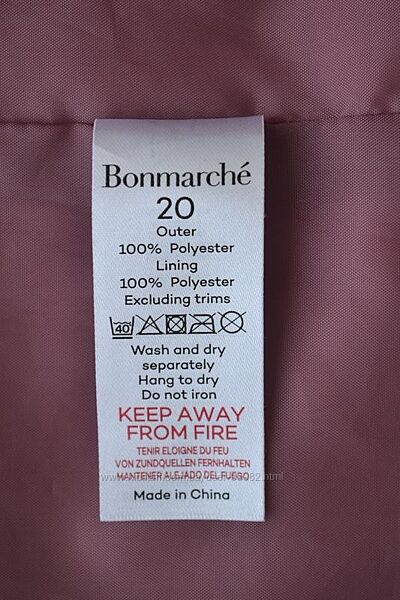 Bonmarché
20
Outer
100% Polyester
Lining
100% Polyester
Excluding trims
40
Wash and dry
separately
Hang to dry
Do not iron
KEEP AWAY
FROM FIRE
TENIR ELOIGNE DU FEU
VON ZUNDQUELLEN FERNHALTEN
MANTENER ALEJADO DEL FUEGO
Made in China